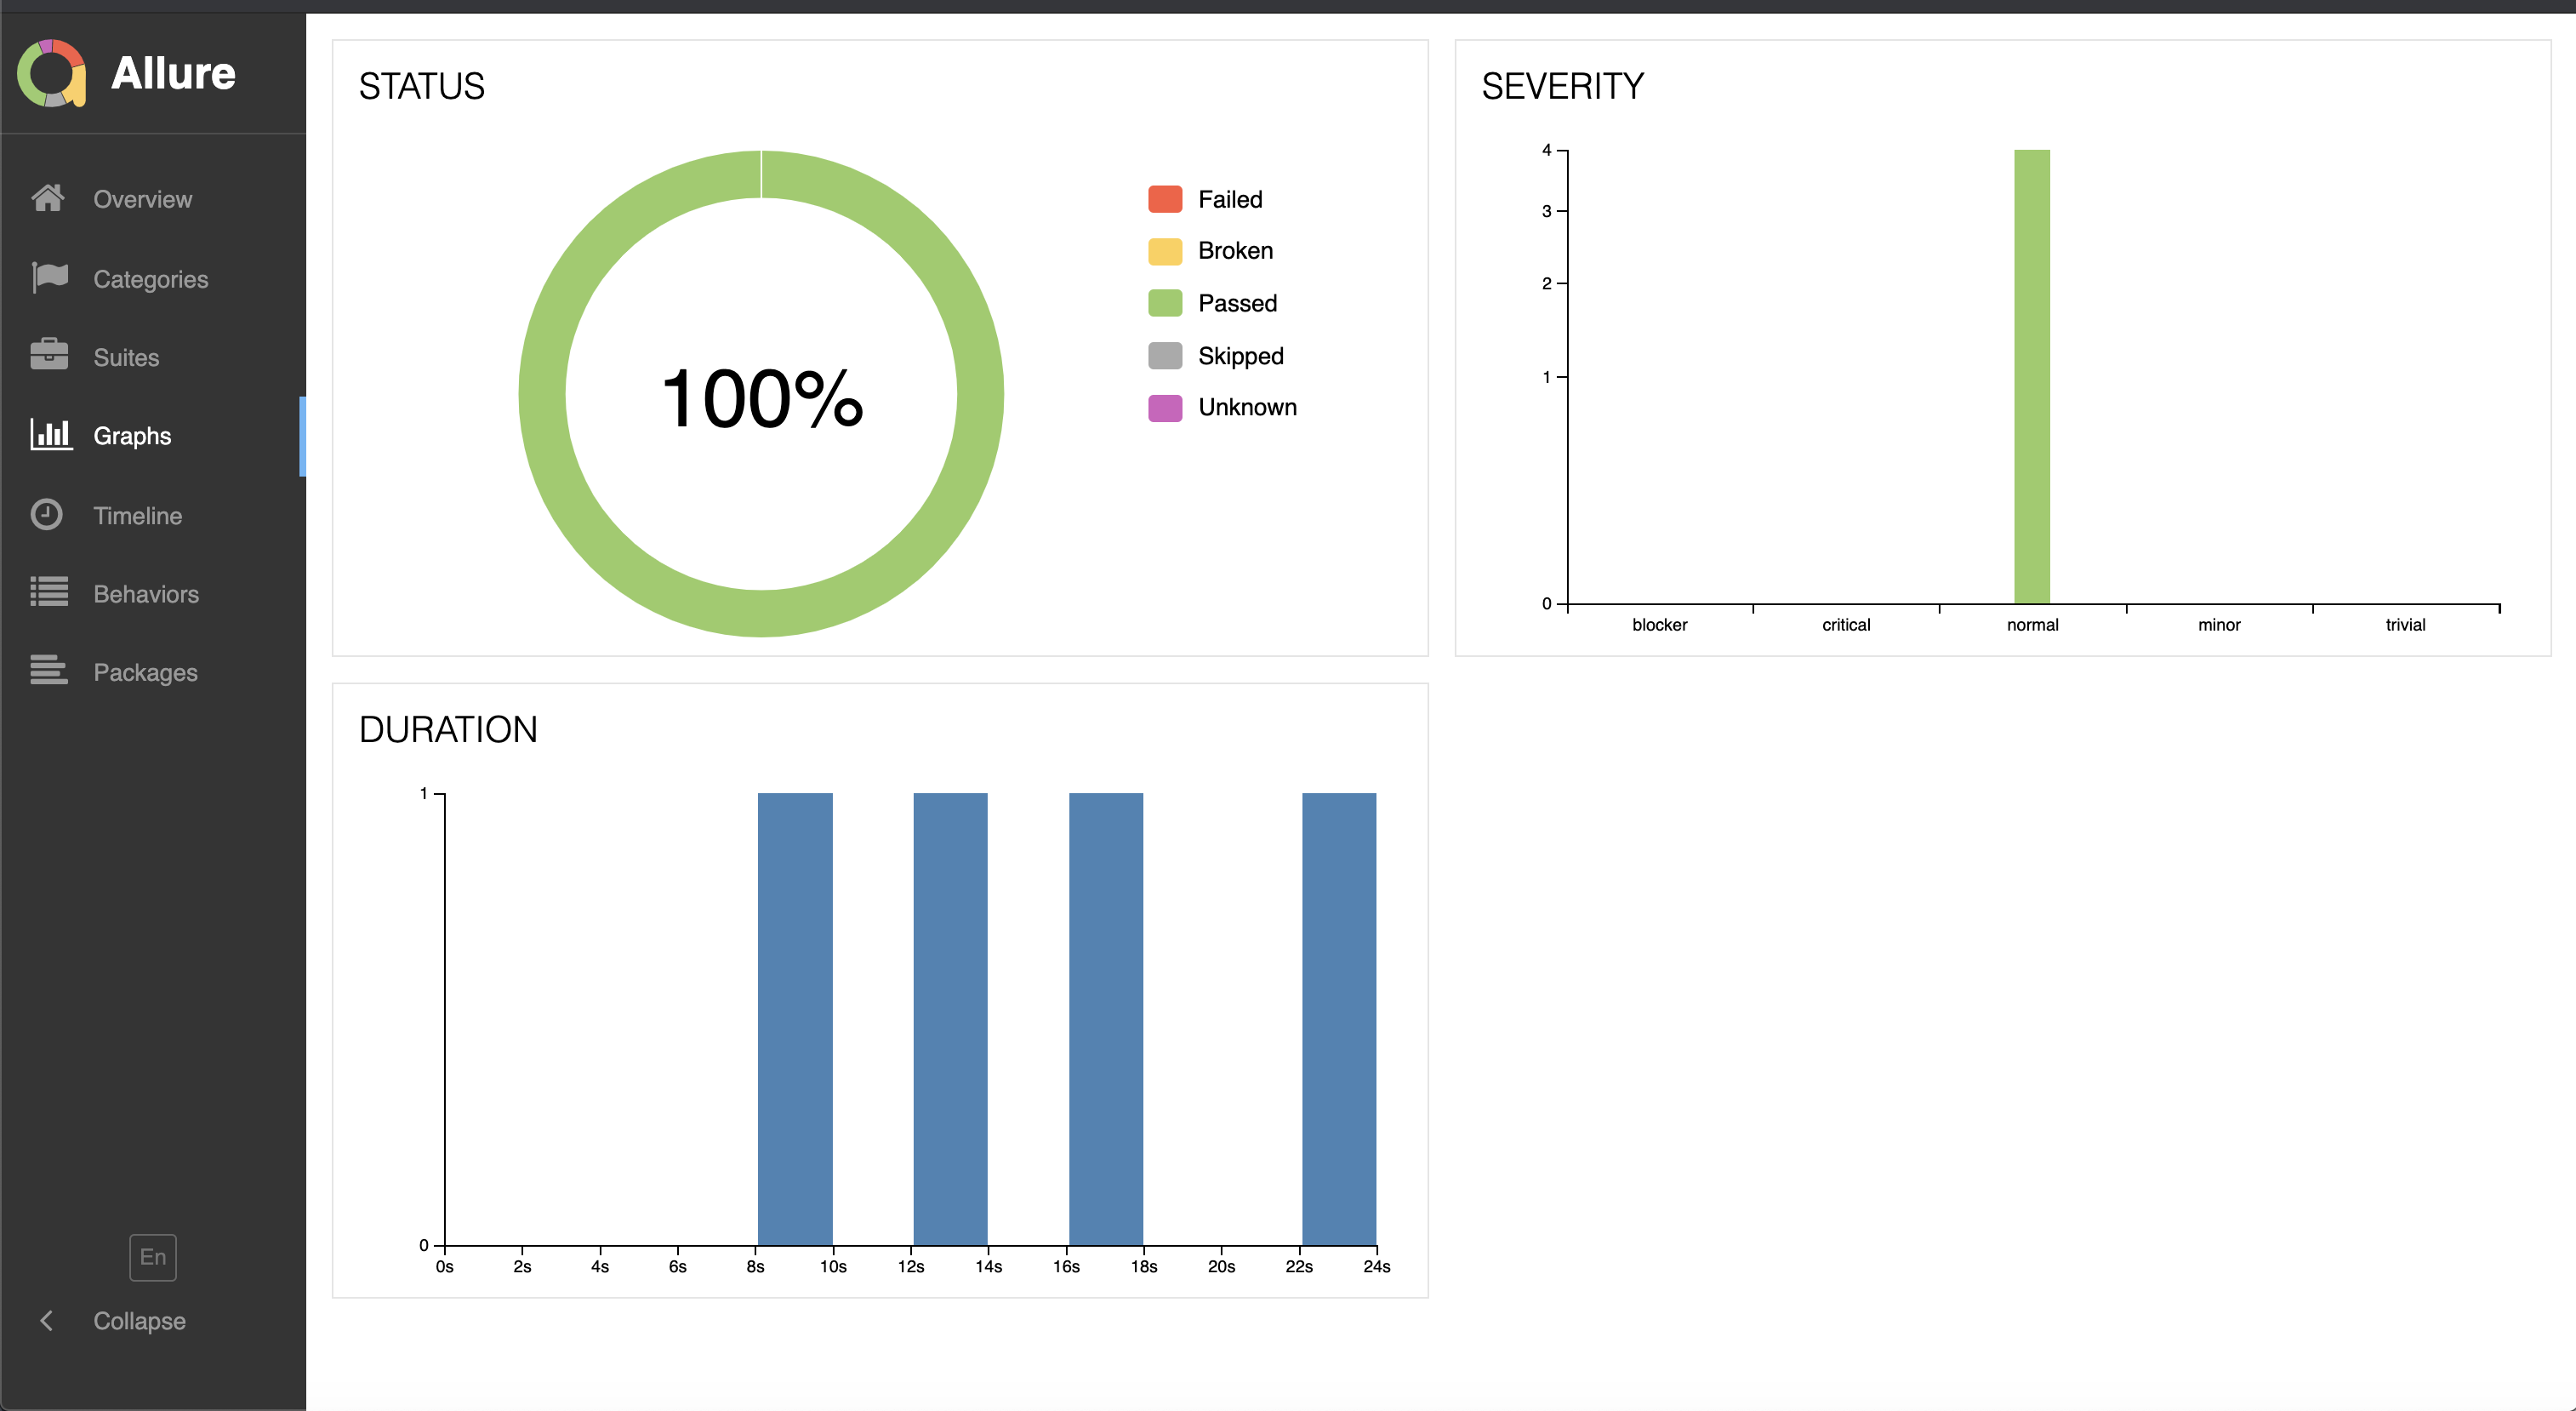 Allure
Overview
Categories
Suites
Graphs
Timeline
Behaviors
Packages
En
Collapse
STATUS
100%
Failed
Broken
Passed
Skipped
Unknown
SEVERITY
4
3
2
1
0
blocker critical normal minor trivial
DURATION
1
0
0s 2s 4s 6s 8s 10s 12s 14s 16s 18s 20s 22s 24s